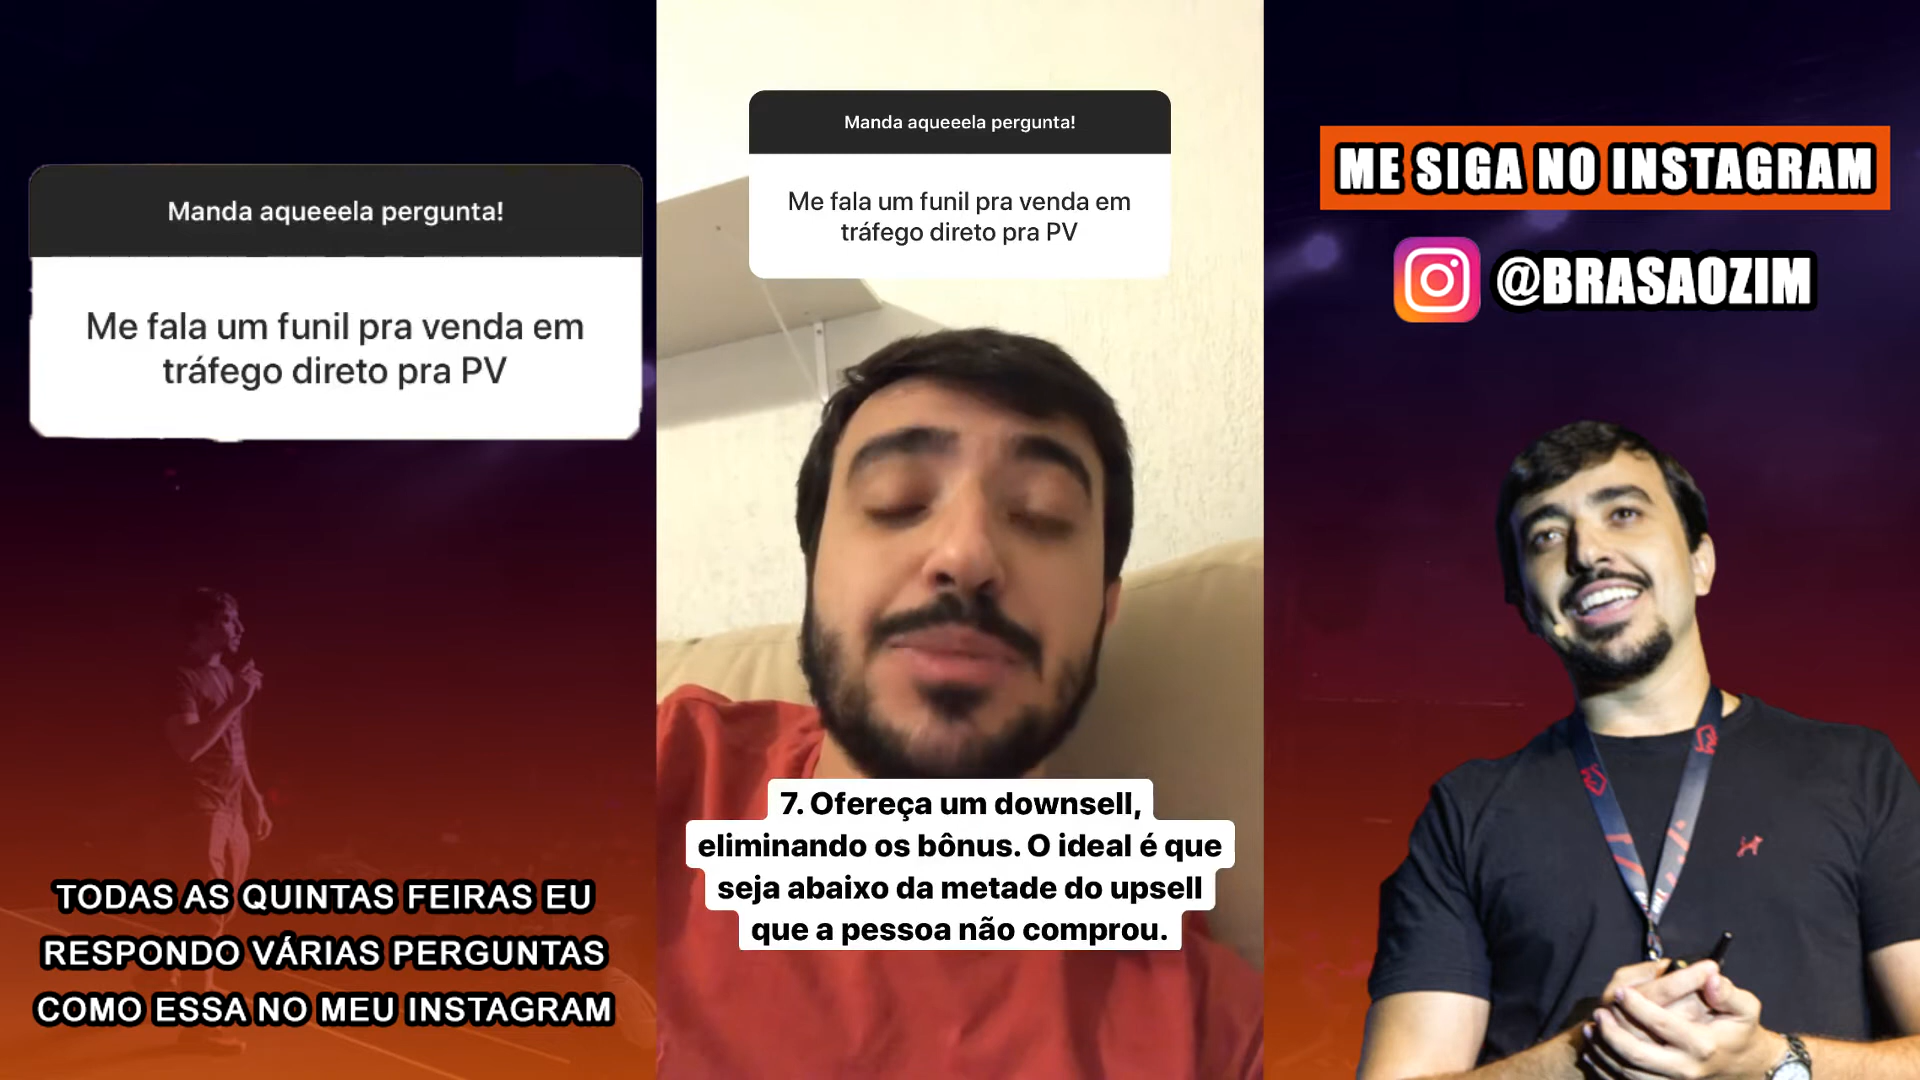 Manda aqueeela pergunta!
Me fala um funil pra venda em
tráfego direto pra PV
TODAS AS QUINTAS FEIRAS EU
RESPONDO VÁRIAS PERGUNTAS
COMO ESSA NO MEU INSTAGRAM
Manda aqueeela pergunta!
Me fala um funil pra venda em
tráfego direto pra PV
7. Ofereça um downsell,
eliminando os bônus. O ideal é que
seja abaixo da metade do upsell
que a pessoa não comprou.
ME SIGA NO INSTAGRAM
@BRASAOZIM